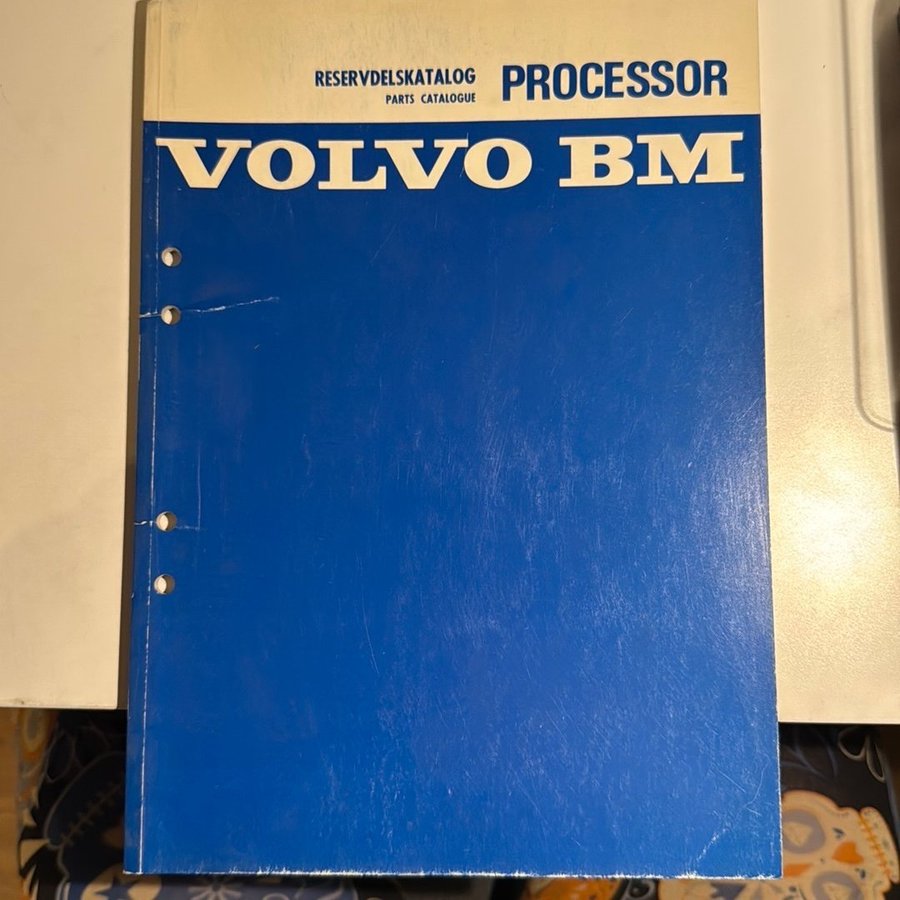 RESERVDELSKATALOG PROCESSOR
PARTS CATALOGUE
VOLVO BM